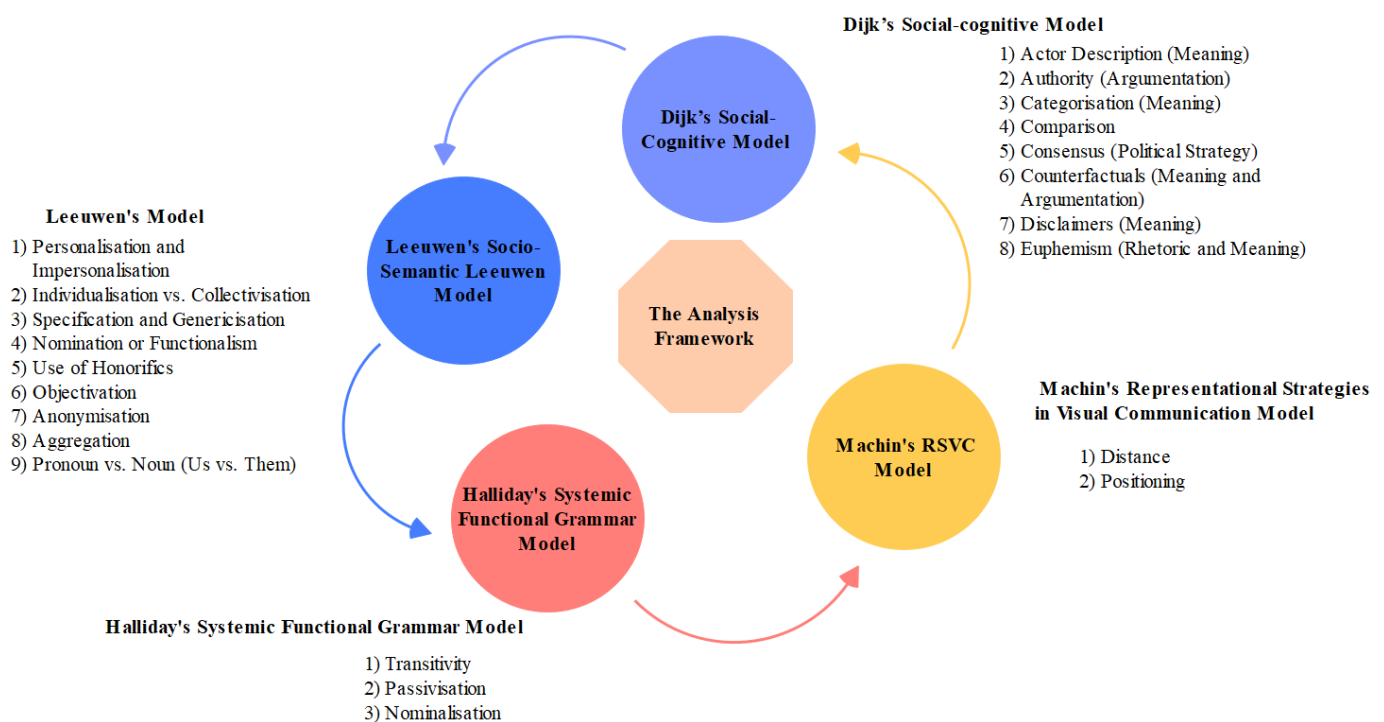 Dijk's Social-cognitive Model
1) Actor Description (Meaning)
2) Authority (Argumentation)
3) Categorisation (Meaning)
4) Comparison
5) Consensus (Political Strategy)
6) Counterfactuals (Meaning and
Argumentation)
7) Disclaimers (Meaning)
8) Euphemism (Rhetoric and Meaning)
Dijk's Social-
Cognitive Model
Leeuwen's Model
1) Personalisation and
Impersonalisation
2) Individualisation vs. Collectivisation
3) Specification and Genericisation
4) Nomination or Functionalism
5) Use of Honorifics
6) Objectivation
7) Anonymisation
8) Aggregation
9) Pronoun vs. Noun (Us vs. Them)
Leeuwen's Socio-
Semantic Leeuwen
Model
The Analysis
Framework
Machin's Representational Strategies
in Visual Communication Model
1) Distance
2) Positioning
Machin's RSVC
Model
Halliday's Systemic
Functional Grammar
Model
Halliday's Systemic Functional Grammar Model
1) Transitivity
2) Passivisation
3) Nominalisation